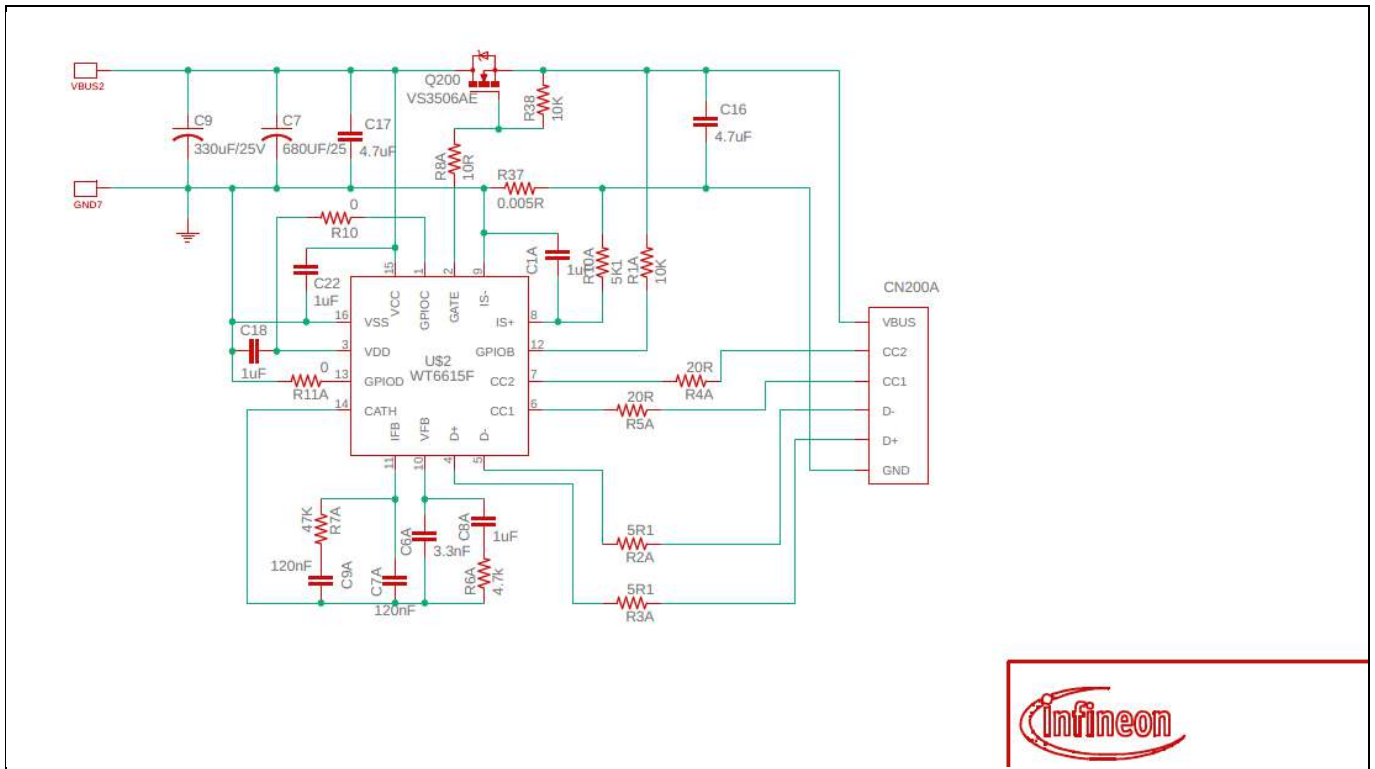 VBUS2
Q200
VS3506AE
R38
10K
C9
330uF/25V
C7
680UF/25
C17
4.7uF
C16
4.7uF
R8A
10R
GND7
R37
0.005R
0
R10
C22
1uF
C1A
1uF
R10A
5K1
R1A
10K
CN200A
15
1
2
9
VCC
GPIOC
GATE
IS-
16
VSS
IS+
8
VBUS
C18
1uF
3
VDD
GPIOB
12
CC2
U$2
WT6615F
0
R11A
13
GPIOD
CC2
7
20R
R4A
CC1
14
CATH
CC1
6
20R
R5A
D-
IFB
VFB
D+
D-
D+
11
10
4
5
GND
47K
R7A
C6A
3.3nF
C8A
1uF
5R1
R2A
120nF
C9A
C7A
120nF
R6A
4.7k
5R1
R3A
infineon